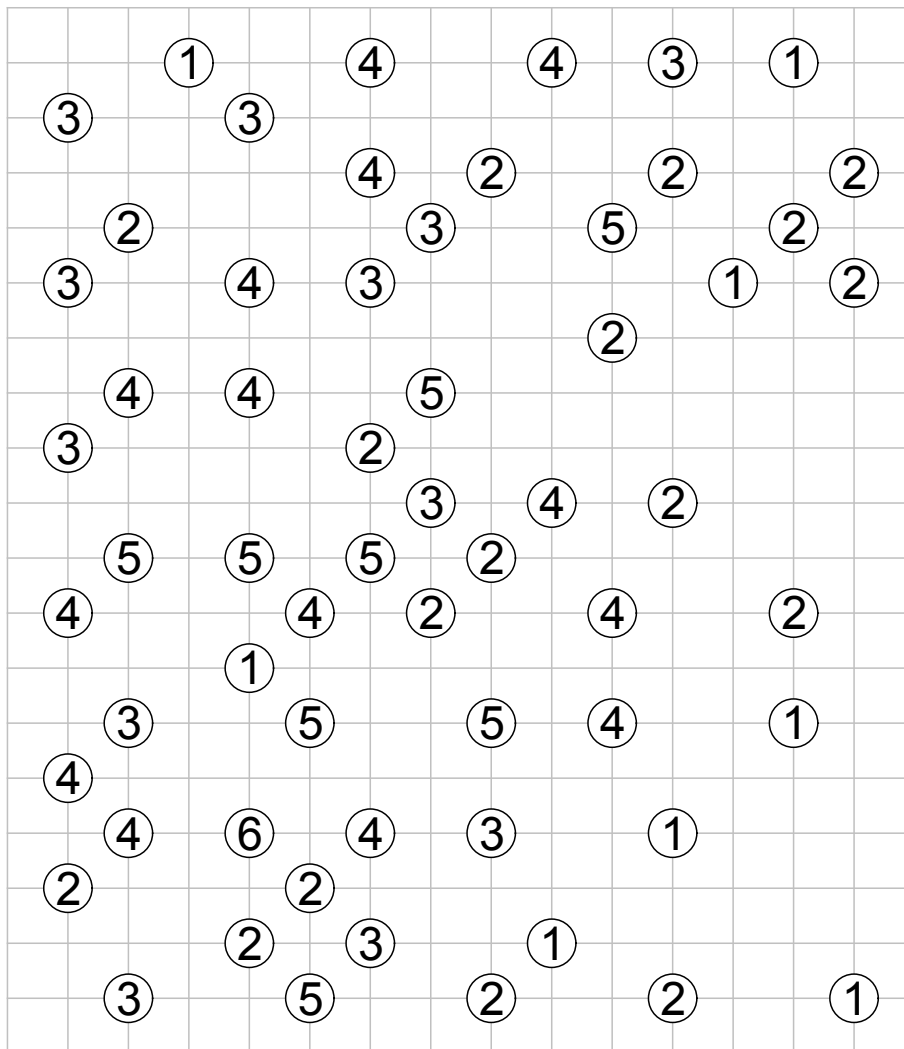 1 4 4 3 1
3 3
4 2 2 2
2 3 5 2
3 4 3 1 2
2
4 4 5
3 2
3 4 2
5 5 5 2
4 4 2 4 2
1
3 5 5 4 1
4
4 6 4 3 1
2 2
2 3 1
3 5 2 2 1